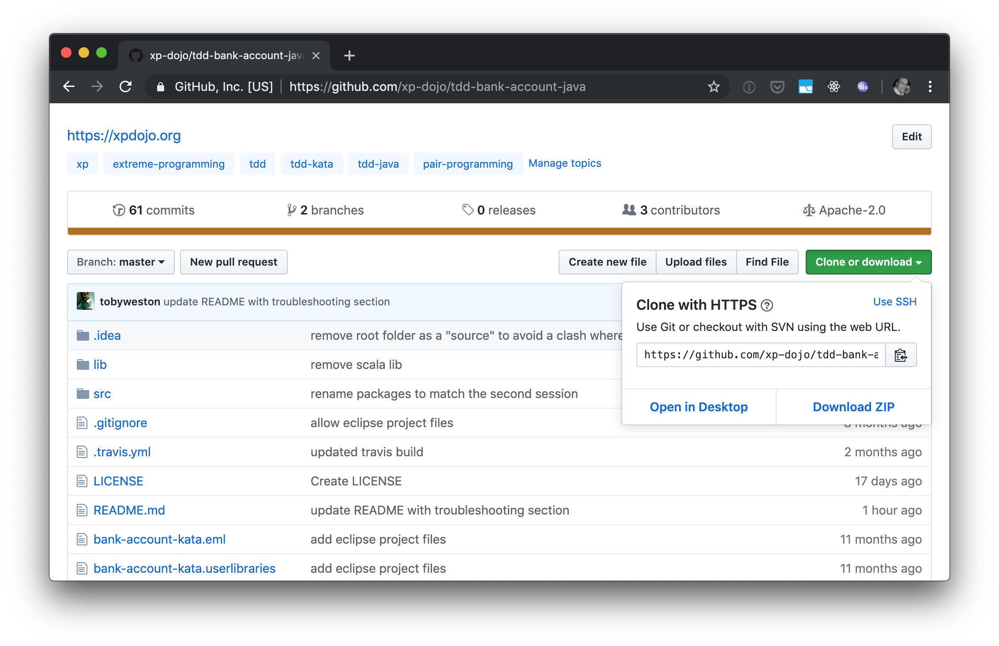 xp-dojo/tdd-bank-account-java
GitHub, Inc. [US] https://github.com/xp-dojo/tdd-bank-account-java
Ws
https://xpdojo.org
Edit
xp extreme-programming tdd tdd-kata tdd-java pair-programming Manage topics
61 commits 2 branches 0 releases 3 contributors Apache-2.0
Branch: master New pull request Create new file Upload files Find File Clone or download
tobyweston update README with troubleshooting section
Clone with HTTPS Use SSH
Use Git or checkout with SVN using the web URL.
https://github.com/xp-dojo/tdd-bank-a
Open in Desktop Download ZIP
.idea remove root folder as a "source" to avoid a clash where
lib remove scala lib
src rename packages to match the second session
.gitignore allow eclipse project files months ago
.travis.yml updated travis build 2 months ago
LICENSE Create LICENSE 17 days ago
README.md update README with troubleshooting section 1 hour ago
bank-account-kata.eml add eclipse project files 11 months ago
bank-account-kata.userlibraries add eclipse project files 11 months ago